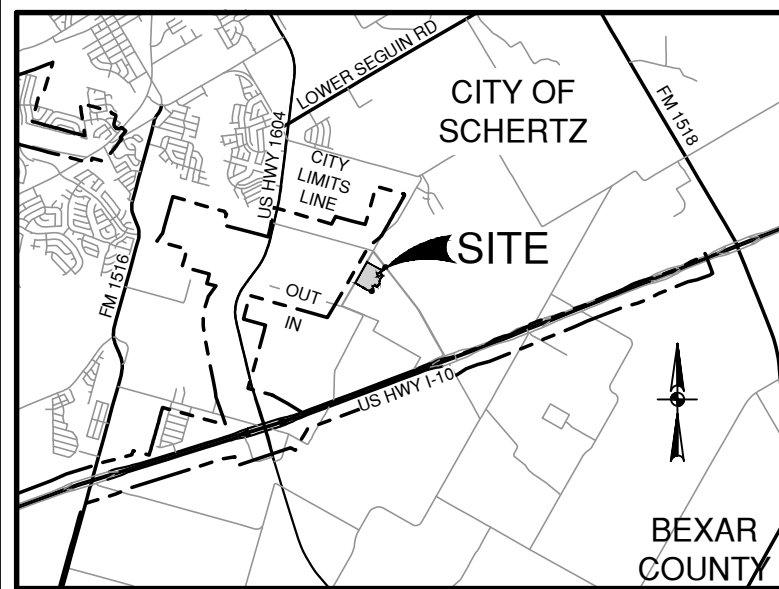 LOWER SEGUIN RD
CITY OF
SCHERTZ
FM 1518
US HWY 1604
CITY
LIMITS
LINE
SITE
FM 1516
OUT
IN
US HWY I-10
BEXAR
COUNTY